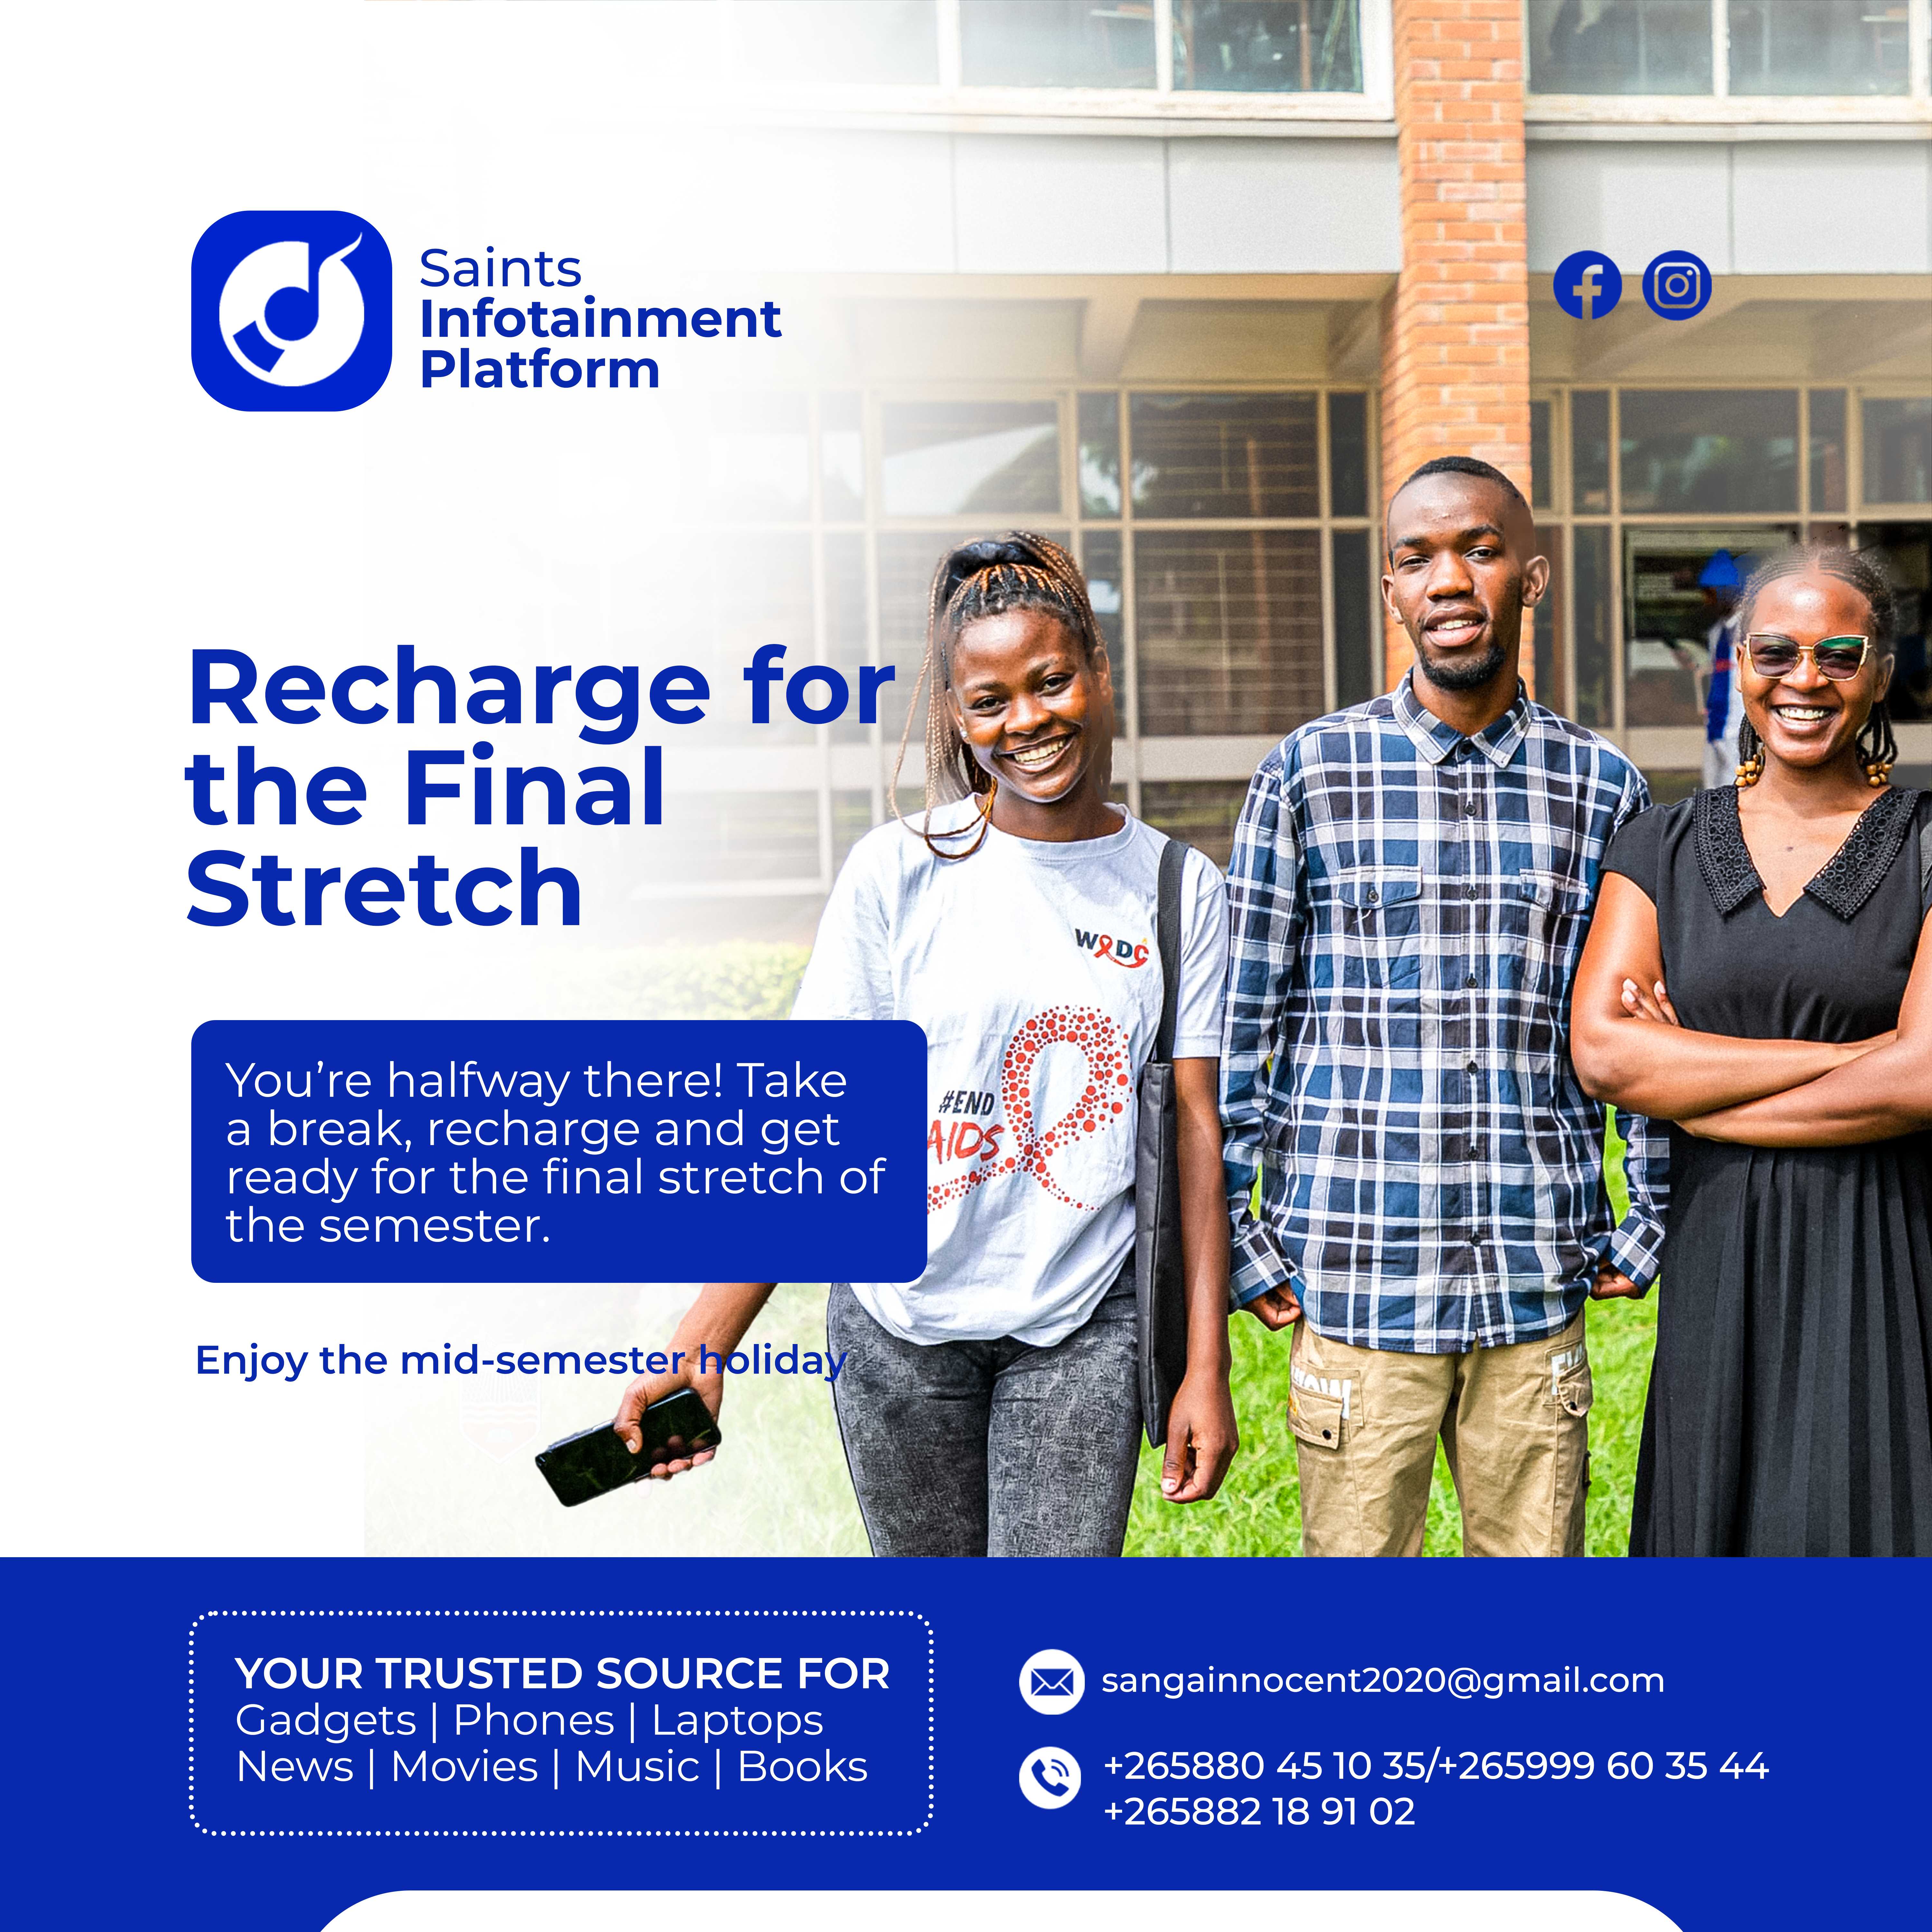 Saints
Infotainment
Platform
Recharge for
the Final
Stretch
W DC
You’re halfway there! Take
a break, recharge and get
ready for the final stretch of
the semester.
#END
AIDS
Enjoy the mid-semester holiday
YOUR TRUSTED SOURCE FOR
Gadgets | Phones | Laptops
News | Movies | Music | Books
sangainnocent2020@gmail.com
+265880 45 10 35/+265999 60 35 44
+265882 18 91 02